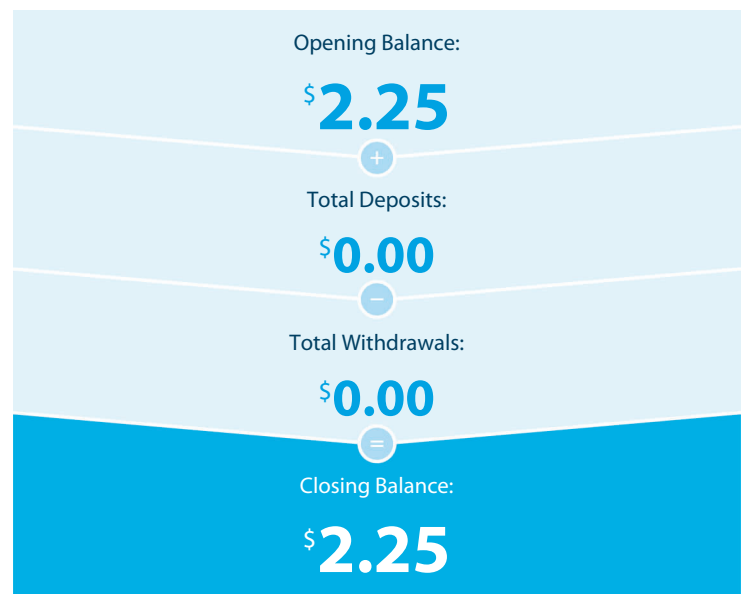 Opening Balance:
$2.25
+
Total Deposits:
$0.00
−
Total Withdrawals:
$0.00
=
Closing Balance:
$2.25